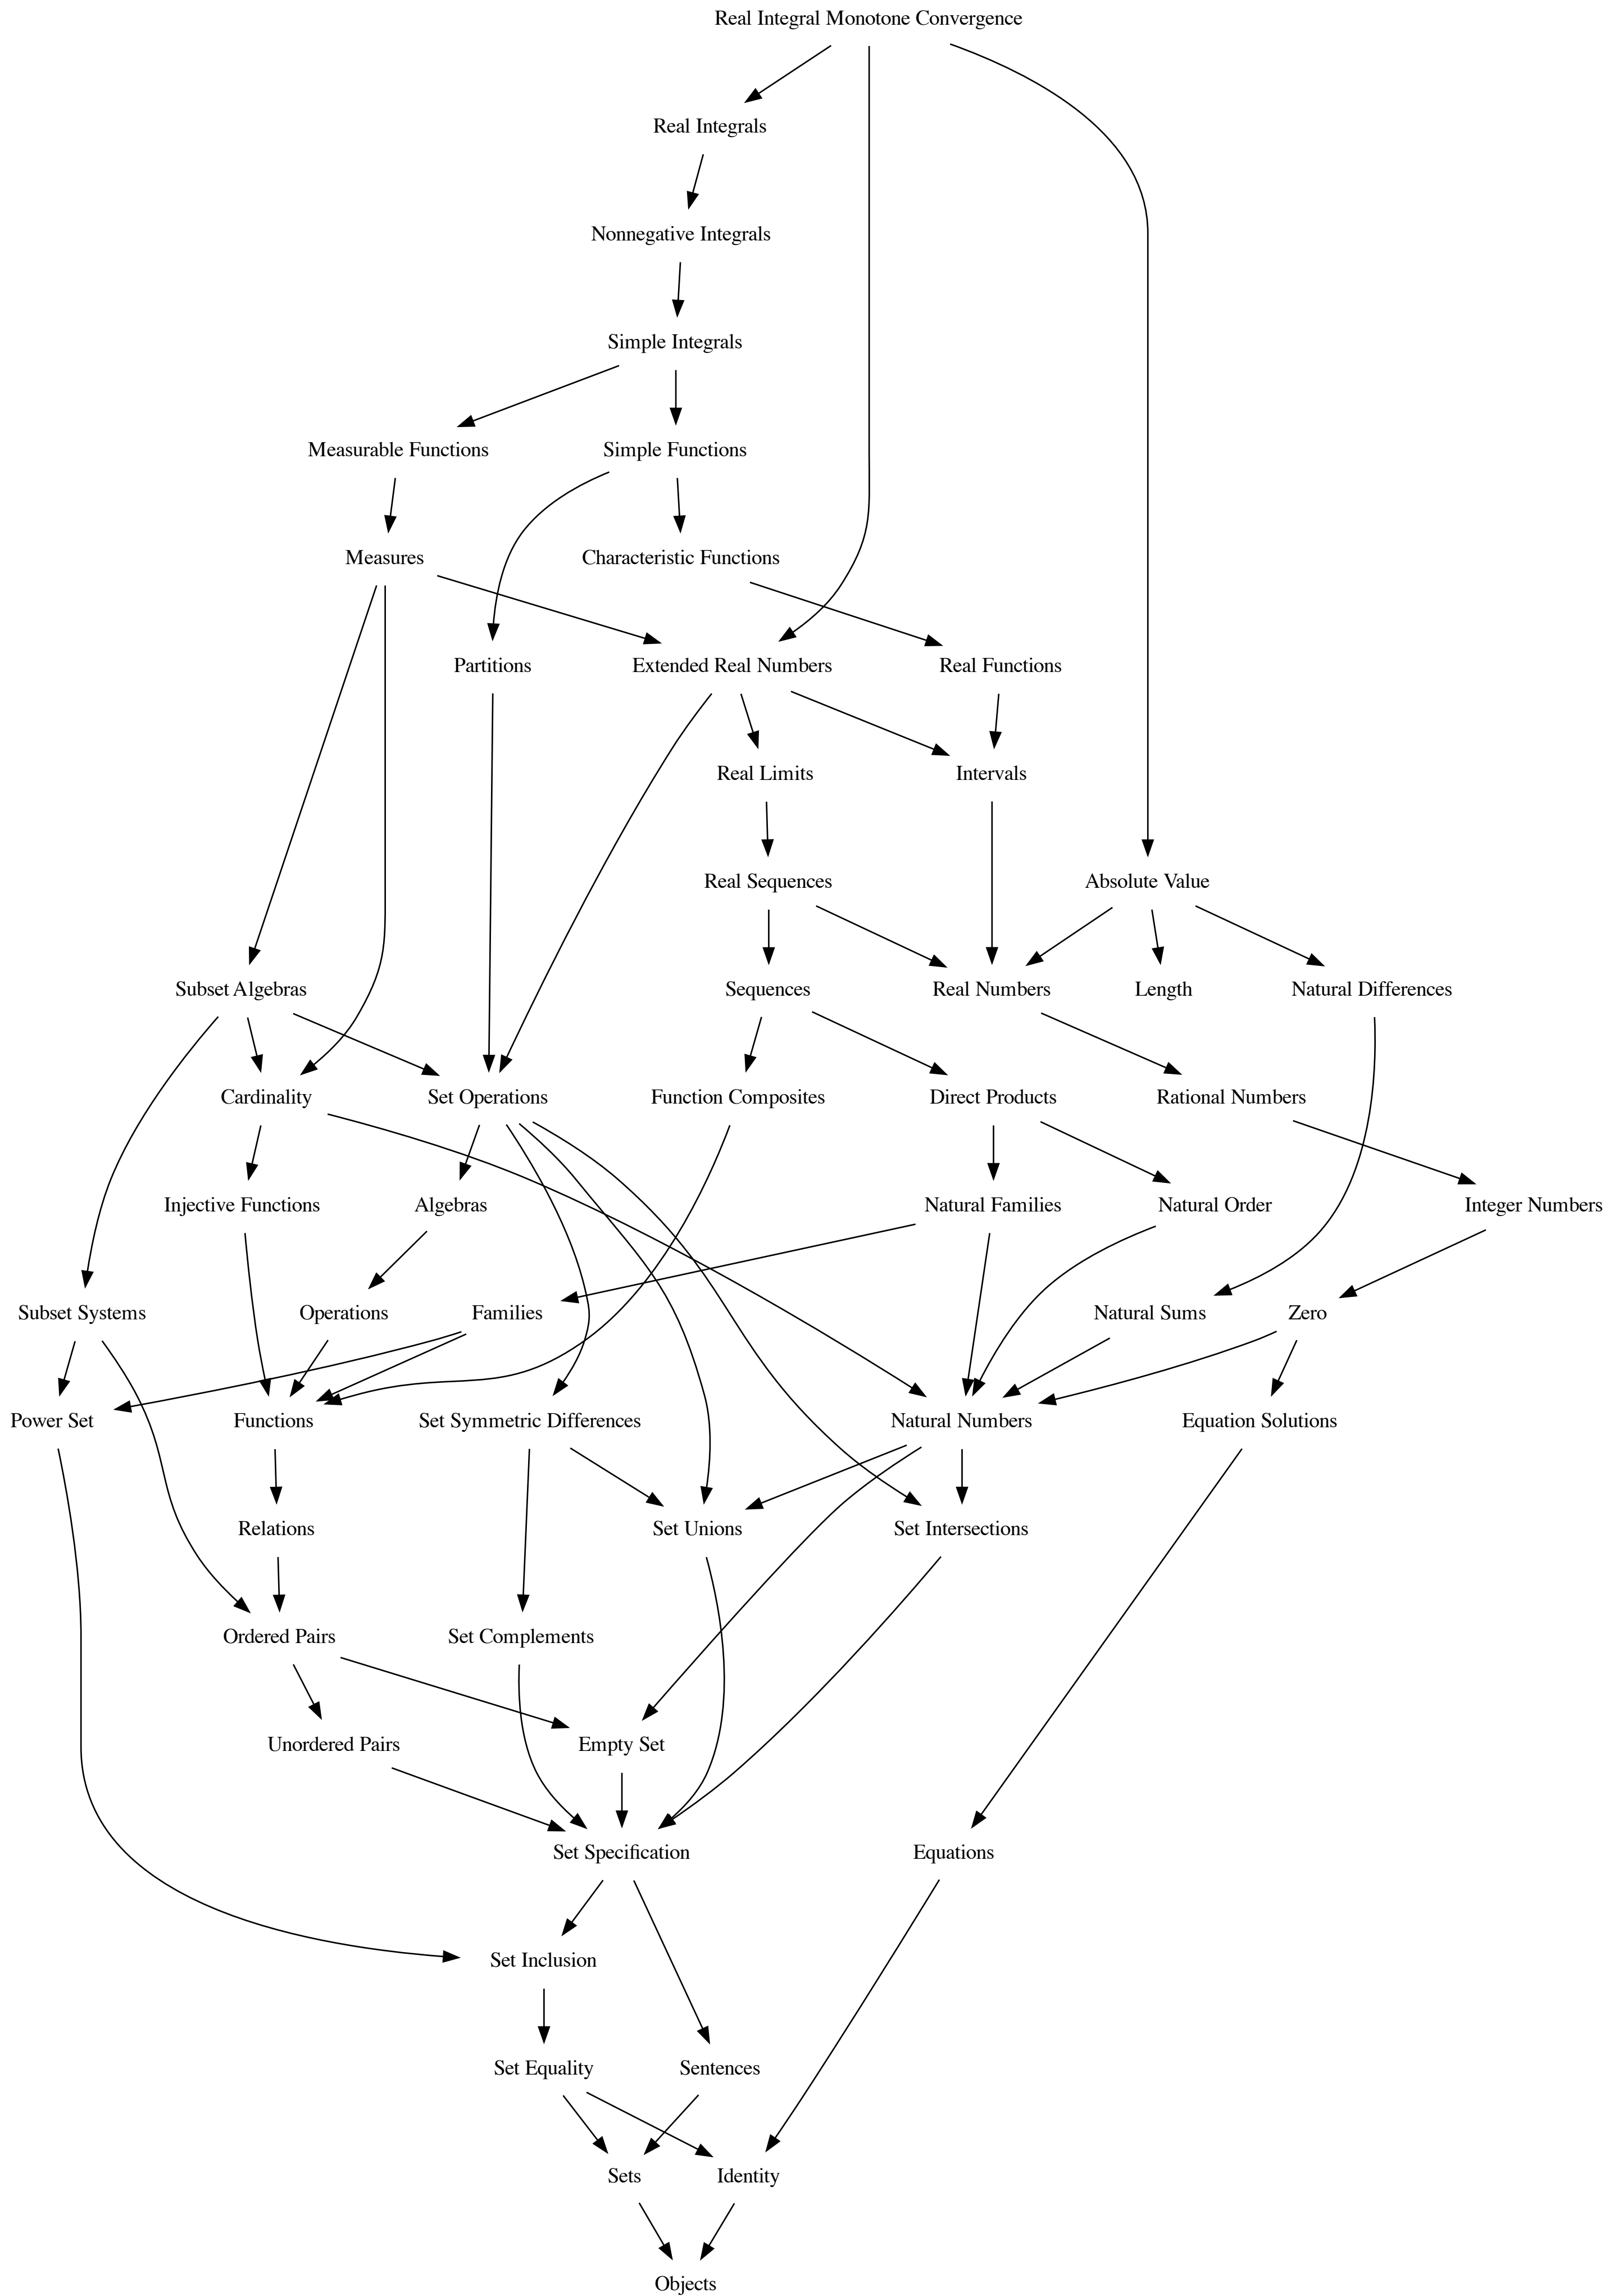 Real Integral Monotone Convergence
Real Integrals
Nonnegative Integrals
Simple Integrals
Measurable Functions
Simple Functions
Measures
Characteristic Functions
Partitions
Extended Real Numbers
Real Functions
Real Limits
Intervals
Real Sequences
Absolute Value
Subset Algebras
Sequences
Real Numbers
Length
Natural Differences
Cardinality
Set Operations
Function Composites
Direct Products
Rational Numbers
Injective Functions
Algebras
Natural Families
Natural Order
Integer Numbers
Subset Systems
Operations
Families
Natural Sums
Zero
Power Set
Functions
Set Symmetric Differences
Natural Numbers
Equation Solutions
Relations
Set Unions
Set Intersections
Ordered Pairs
Set Complements
Unordered Pairs
Empty Set
Set Specification
Equations
Set Inclusion
Set Equality
Sentences
Sets
Identity
Objects